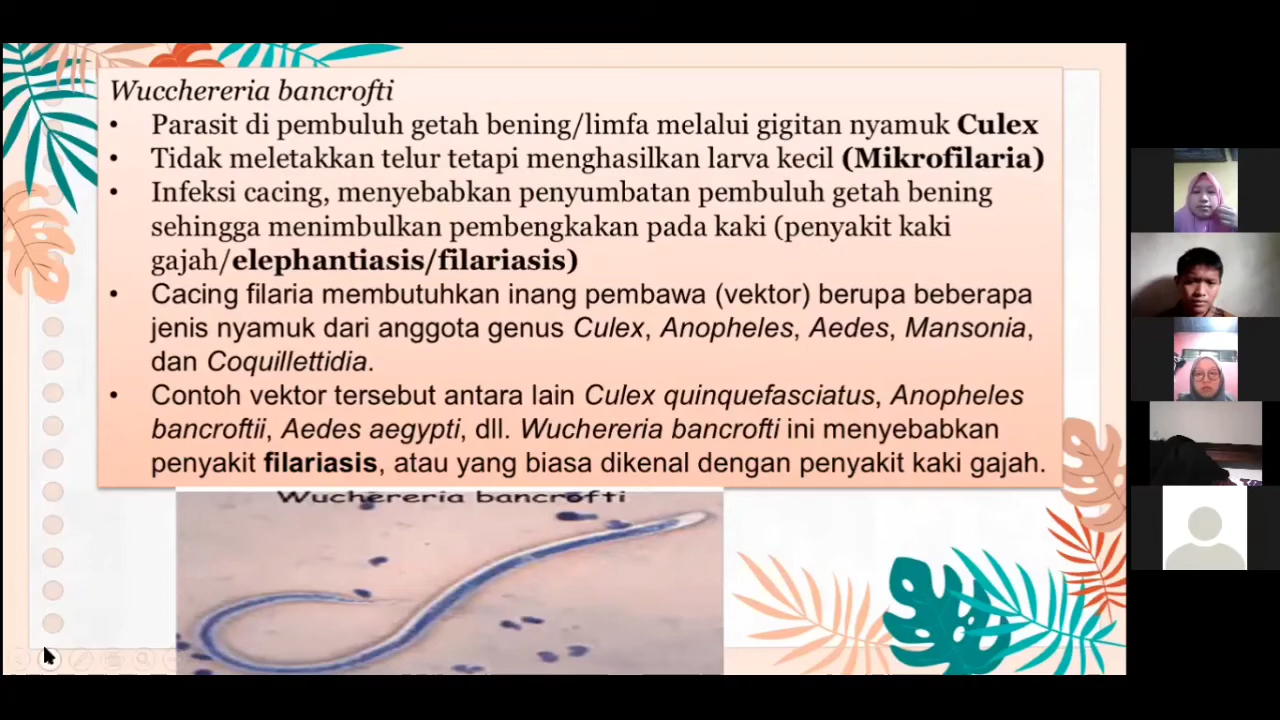 Wucchereria bancrofti
• Parasit di pembuluh getah bening/limfa melalui gigitan nyamuk Culex
• Tidak meletakkan telur tetapi menghasilkan larva kecil (Mikrofilaria)
• Infeksi cacing, menyebabkan penyumbatan pembuluh getah bening
sehingga menimbulkan pembengkakan pada kaki (penyakit kaki
gajah/elephantiasis/filariasis)
• Cacing filaria membutuhkan inang pembawa (vektor) berupa beberapa
jenis nyamuk dari anggota genus Culex, Anopheles, Aedes, Mansonia,
dan Coquillettidia.
• Contoh vektor tersebut antara lain Culex quinquefasciatus, Anopheles
bancroftii, Aedes aegypti, dll. Wuchereria bancrofti ini menyebabkan
penyakit filariasis, atau yang biasa dikenal dengan penyakit kaki gajah.
Wuchereria bancrofti